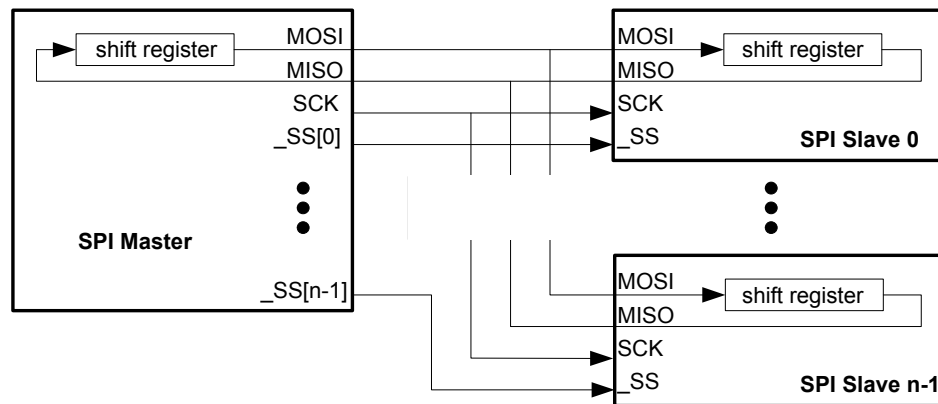 shift register
MOSI
MISO
SCK
_SS[0]
SPI Master
_SS[n-1]
MOSI
shift register
MISO
SCK
_SS
SPI Slave 0
MOSI
shift register
MISO
SCK
_SS
SPI Slave n-1